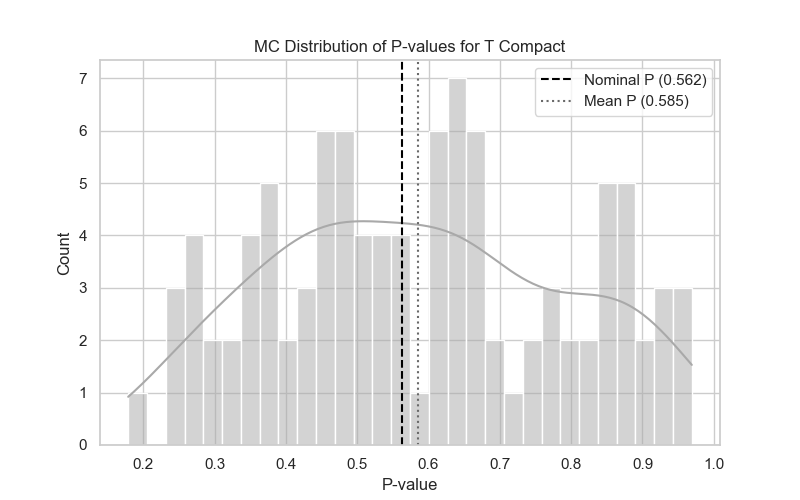 MC Distribution of P-values for T Compact
Nominal P (0.562)
Mean P (0.585)
Count
7
6
5
4
3
2
1
0
0.2 0.3 0.4 0.5 0.6 0.7 0.8 0.9 1.0
P-value